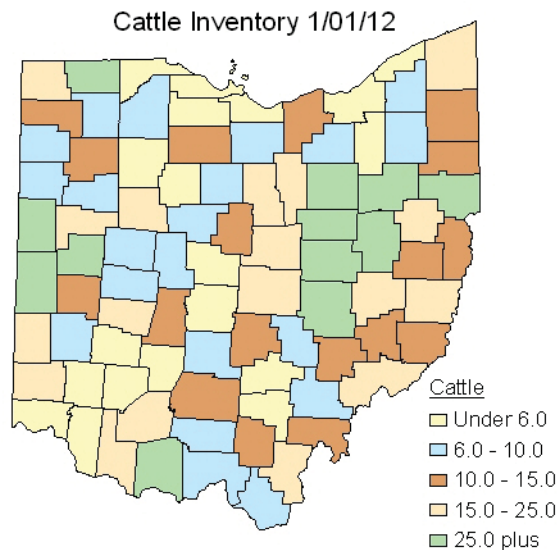 Cattle Inventory 1/01/12
Cattle
Under 6.0
6.0 - 10.0
10.0 - 15.0
15.0 - 25.0
25.0 plus